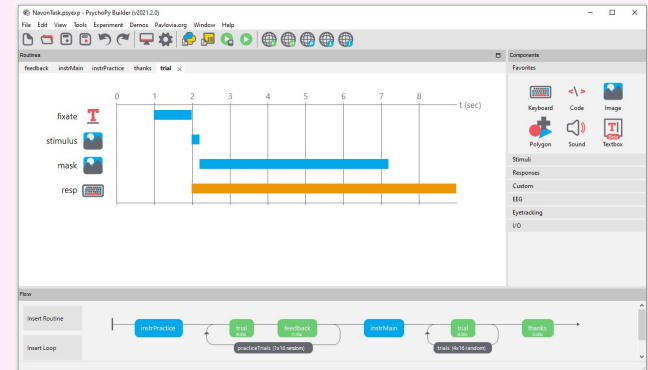 NavonTask.psyexp - PsychoPy Builder (v2021.2.0)
File Edit View Tools Experiment Demos Pavlovia.org Window Help
Routines
feedback instrMain instrPractice thanks trial
0 1 2 3 4 5 6 7 8
t (sec)
fixate T
stimulus
mask
resp
Components
Favorites
Keyboard Code Image
Polygon Sound Textbox
Stimuli
Responses
Custom
EEG
Eyetracking
I/O
Flow
Insert Routine
Insert Loop
instrPractice trial feedback instrMain trial thanks
practiceTrials (1x16 random) trials (4x16 random)